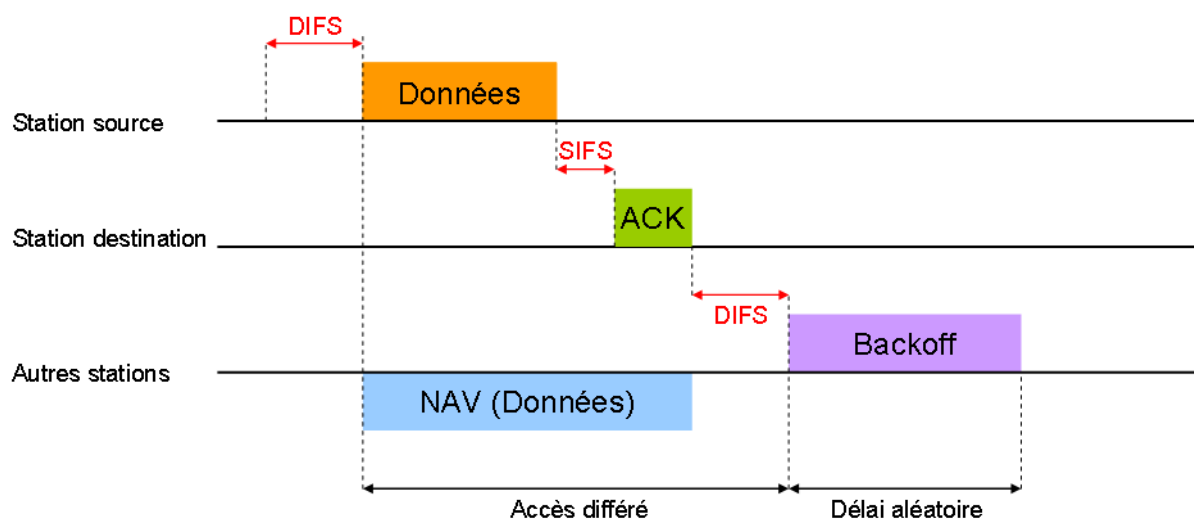 DIFS
Données
Station source
SIFS
ACK
Station destination
DIFS
Backoff
Autres stations
NAV (Données)
Accès différé
Délai aléatoire